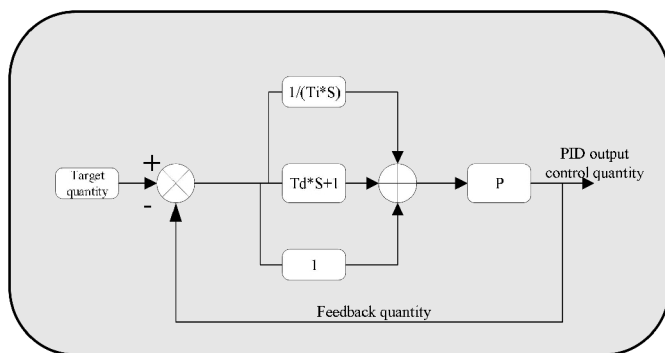 1/(Ti*S)
PID output
control quantity
+
Target
quantity
Td*S+1
P
-
1
Feedback quantity